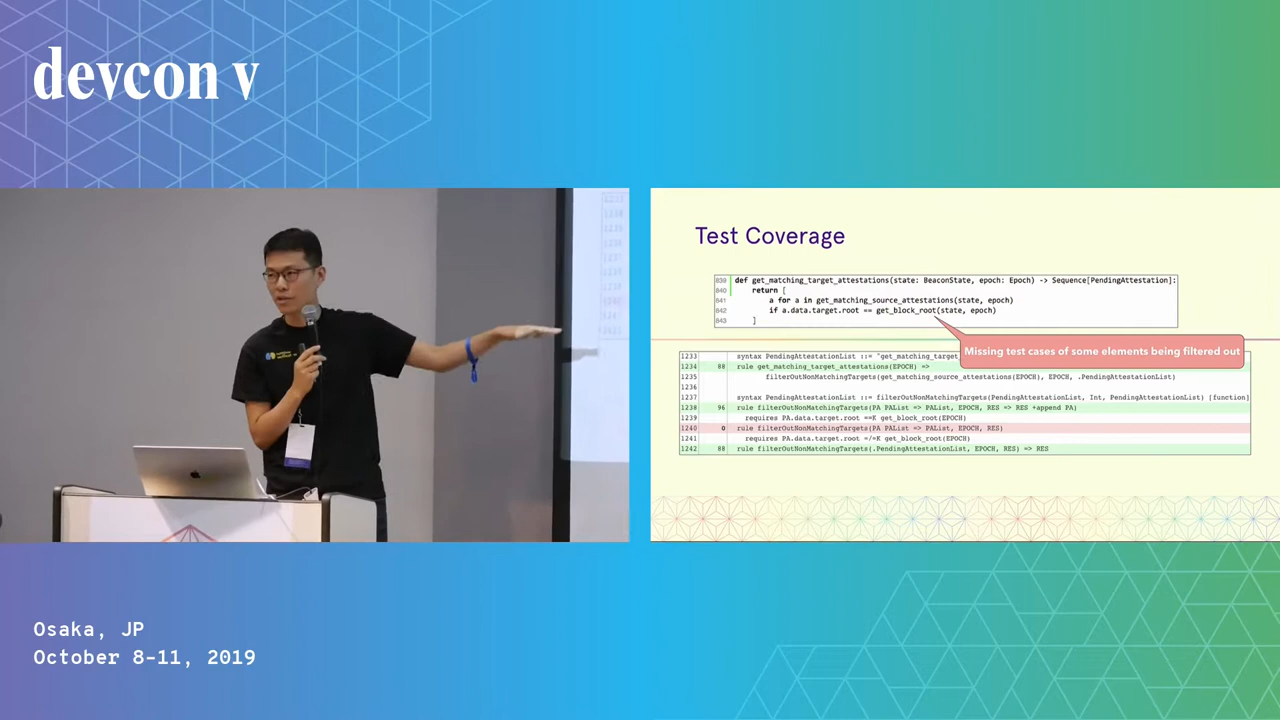 devcon v
Test Coverage
839 def get_matching_target_attestations(state: BeaconState, epoch: Epoch) -> Sequence[PendingAttestation]:
840 return [
841 a for a in get_matching_source_attestations(state, epoch)
842 if a.data.target.root == get_block_root(state, epoch)
843 ]
Missing test cases of some elements being filtered out
1233 syntax PendingAttestationList ::= "get_matching_target
1234 88 rule get_matching_target_attestations(EPOCH) =>
1235 filterOutNonMatchingTargets(get_matching_source_attestations(EPOCH), EPOCH, .PendingAttestationList)
1236
1237 syntax PendingAttestationList ::= filterOutNonMatchingTargets(PendingAttestationList, Int, PendingAttestationList) [function]
1238 96 rule filterOutNonMatchingTargets(PA PAList => PAList, EPOCH, RES => RES +append PA)
1239 requires PA.data.target.root ==K get_block_root(EPOCH)
1240 0 rule filterOutNonMatchingTargets(PA PAList => PAList, EPOCH, RES)
1241 requires PA.data.target.root =/=K get_block_root(EPOCH)
1242 88 rule filterOutNonMatchingTargets(.PendingAttestationList, EPOCH, RES) => RES
Osaka, JP
October 8-11, 2019